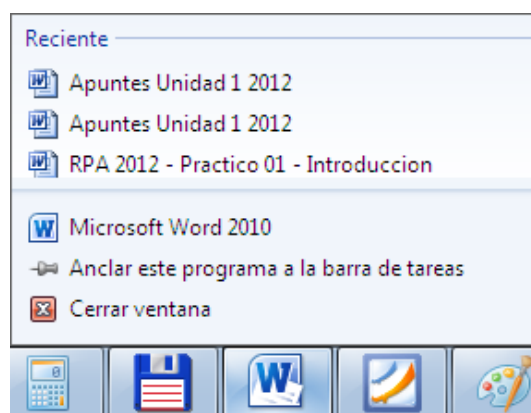 Reciente
Apuntes Unidad 1 2012
Apuntes Unidad 1 2012
RPA 2012 - Practico 01 - Introduccion
Microsoft Word 2010
Anclar este programa a la barra de tareas
Cerrar ventana